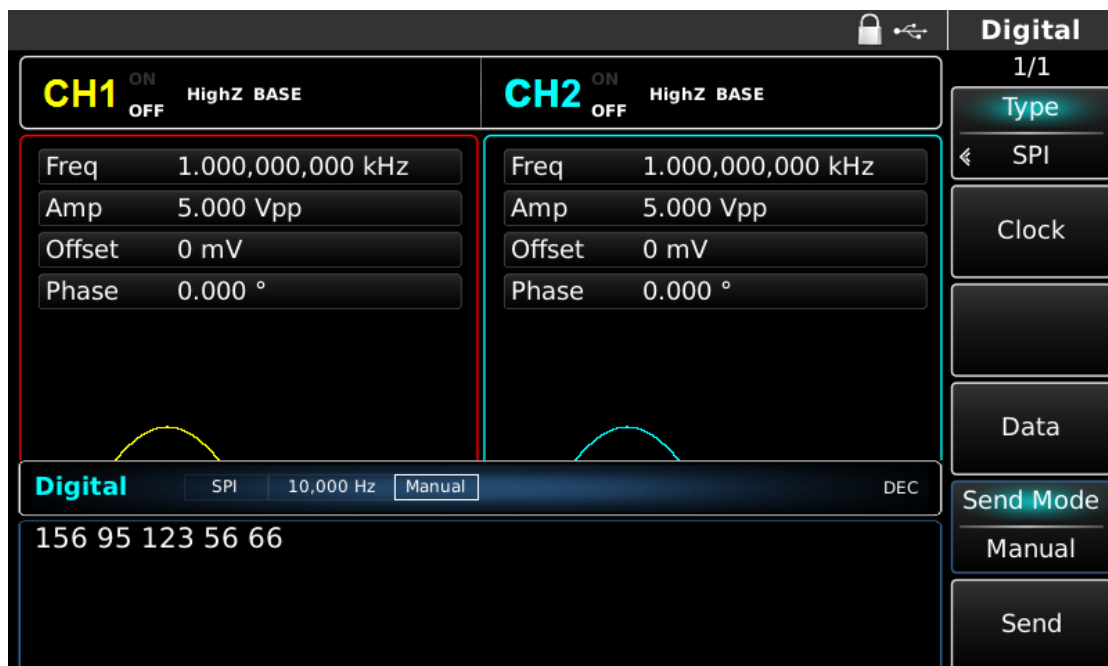 Digital
1/1
CH1 ON OFF HighZ BASE
CH2 ON OFF HighZ BASE
Freq 1.000,000,000 kHz
Amp 5.000 Vpp
Offset 0 mV
Phase 0.000 °
Freq 1.000,000,000 kHz
Amp 5.000 Vpp
Offset 0 mV
Phase 0.000 °
Digital SPI 10,000 Hz Manual DEC
156 95 123 56 66
Type
SPI
Clock
Data
Send Mode
Manual
Send